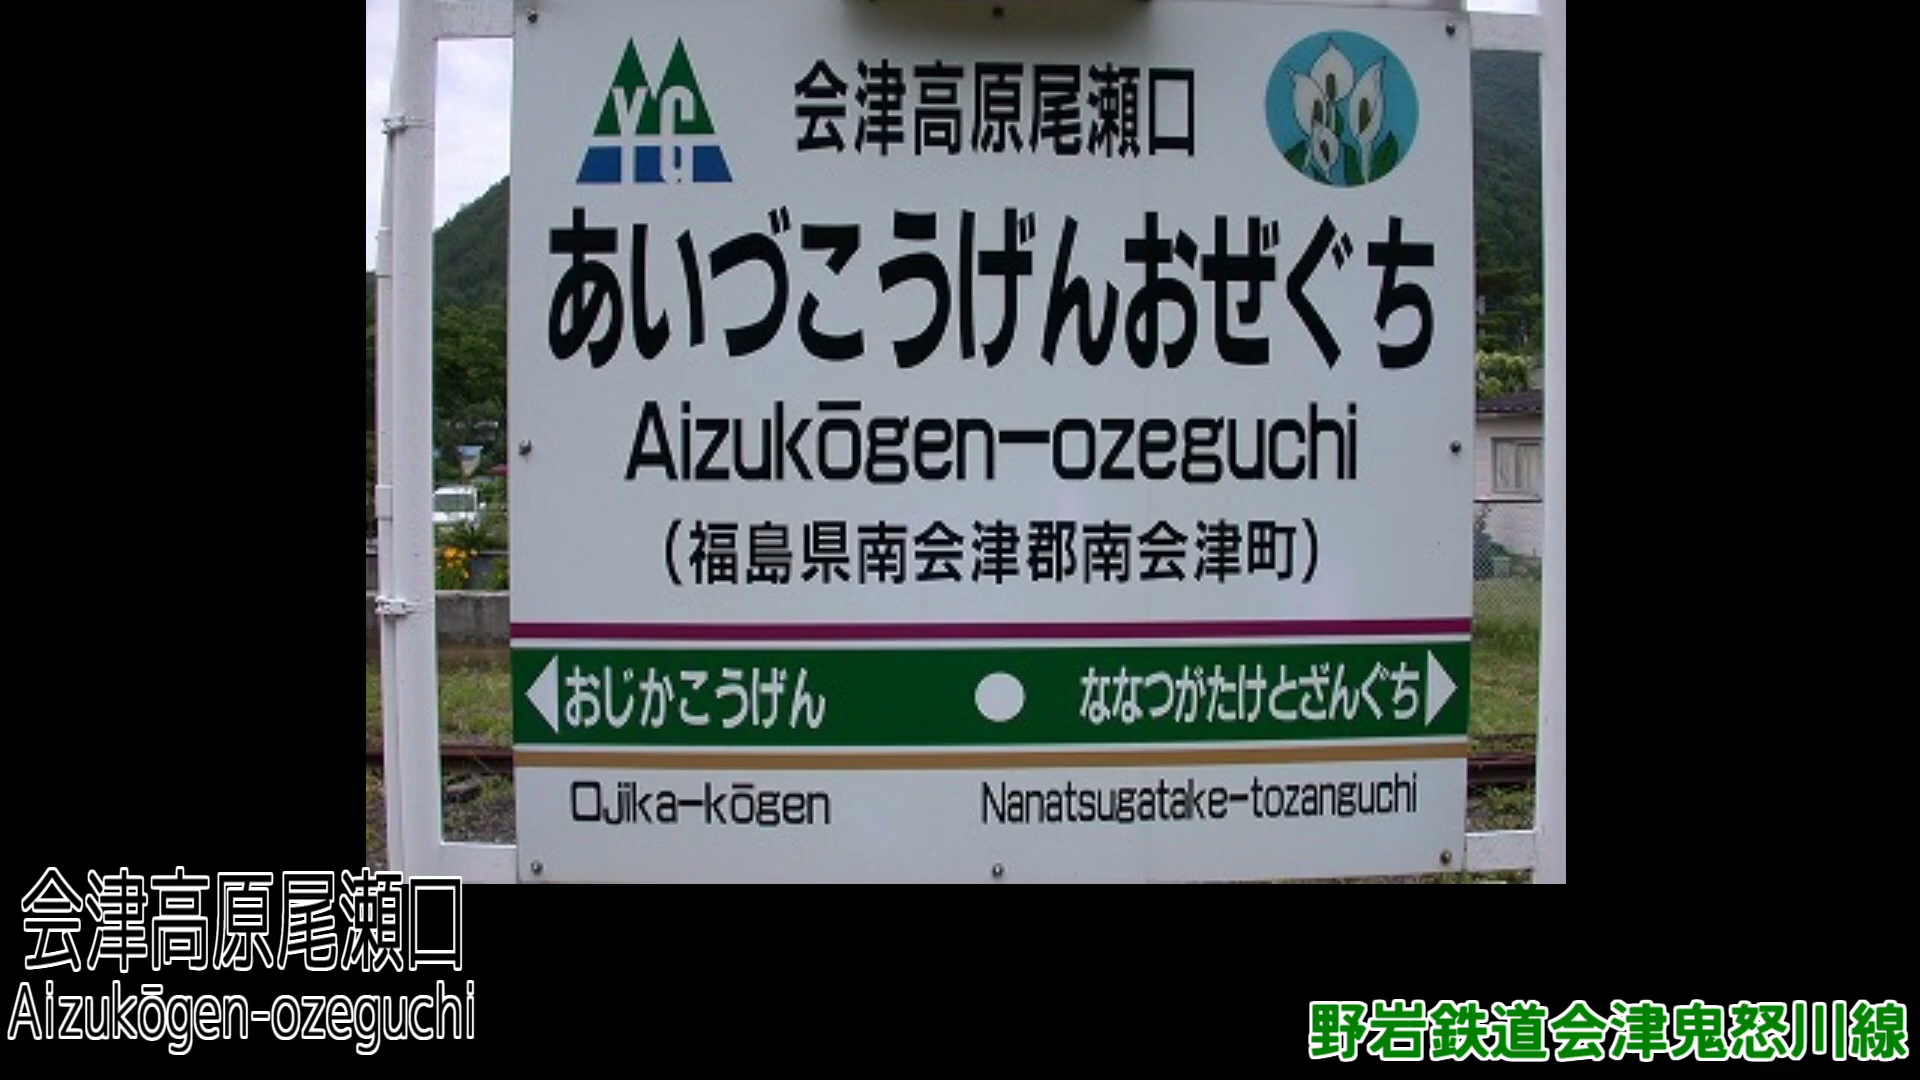 YG
会津高原尾瀬口
あいづこうげんおぜぐち
Aizukōgen-ozeguchi
(福島県南会津郡南会津町)
おじかこうげん
ななつがたけとざんぐち
Ojika-kōgen
Nanatsugatake-tozanguchi
会津高原尾瀬口
Aizukōgen-ozeguchi
野岩鉄道会津鬼怒川線